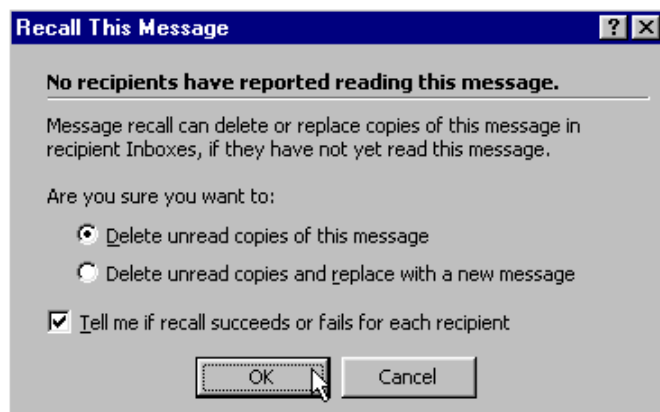 Recall This Message
No recipients have reported reading this message.
Message recall can delete or replace copies of this message in
recipient Inboxes, if they have not yet read this message.
Are you sure you want to:
Delete unread copies of this message
Delete unread copies and replace with a new message
Tell me if recall succeeds or fails for each recipient
OK Cancel